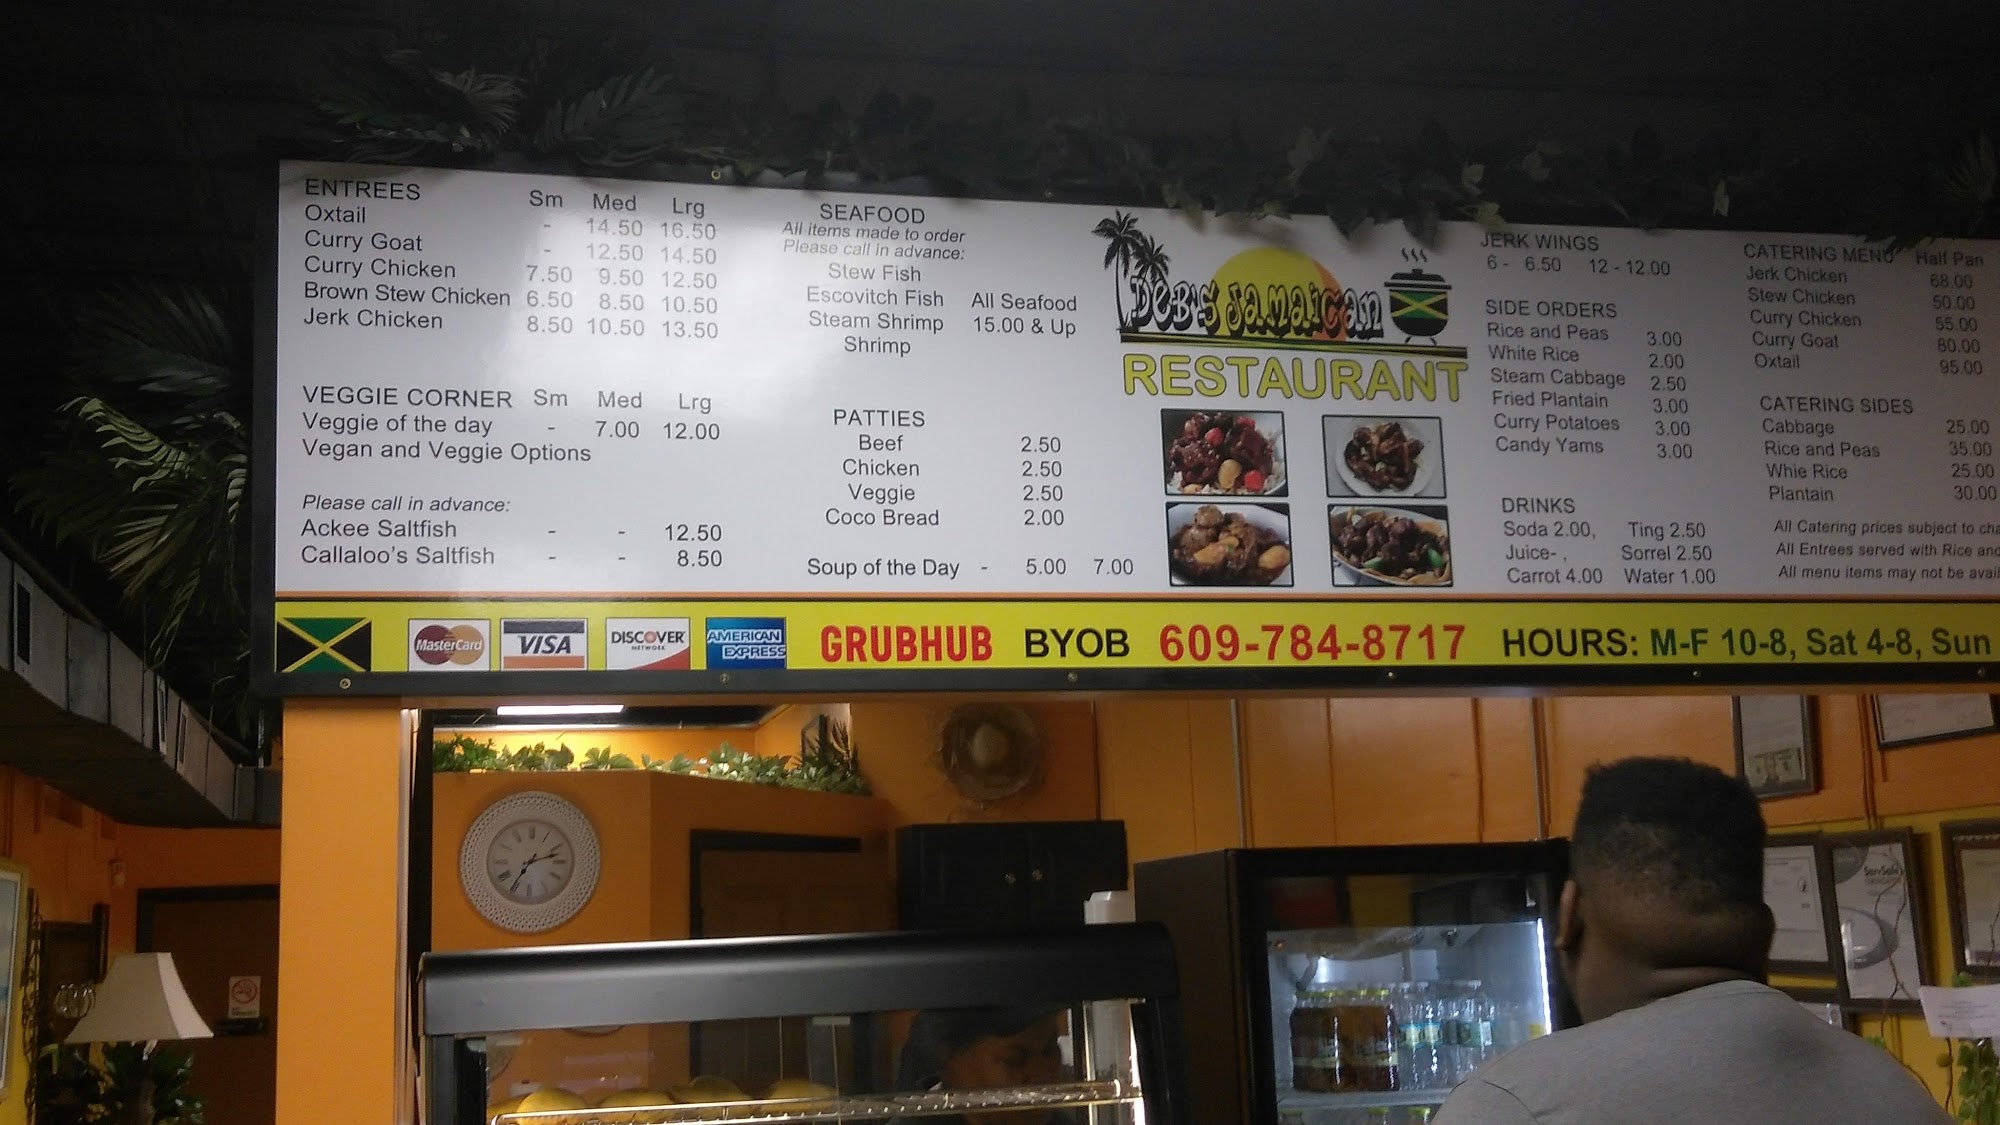 ENTREES Sm Med Lrg
Oxtail - 14.50 16.50
Curry Goat - 12.50 14.50
Curry Chicken 7.50 9.50 12.50
Brown Stew Chicken 6.50 8.50 10.50
Jerk Chicken 8.50 10.50 13.50
VEGGIE CORNER Sm Med Lrg
Veggie of the day - 7.00 12.00
Vegan and Veggie Options
Please call in advance:
Ackee Saltfish - - 12.50
Callaloo's Saltfish - - 8.50
SEAFOOD
All items made to order
Please call in advance:
Stew Fish
Escovitch Fish All Seafood
Steam Shrimp 15.00 & Up
Shrimp
PATTIES
Beef 2.50
Chicken 2.50
Veggie 2.50
Coco Bread 2.00
Soup of the Day - 5.00 7.00
DEB'S JAMAICAN
RESTAURANT
JERK WINGS
6 - 6.50 12 - 12.00
SIDE ORDERS
Rice and Peas 3.00
White Rice 2.00
Steam Cabbage 2.50
Fried Plantain 3.00
Curry Potatoes 3.00
Candy Yams 3.00
DRINKS
Soda 2.00, Ting 2.50
Juice- , Sorrel 2.50
Carrot 4.00 Water 1.00
CATERING MENU Half Pan
Jerk Chicken 68.00
Stew Chicken 50.00
Curry Chicken 55.00
Curry Goat 80.00
Oxtail 95.00
CATERING SIDES
Cabbage 25.00
Rice and Peas 35.00
Whie Rice 25.00
Plantain 30.00
All Catering prices subject to cha
All Entrees served with Rice and
All menu items may not be avai
MasterCard VISA DISCOVER NETWORK AMERICAN EXPRESS GRUBHUB BYOB 609-784-8717 HOURS: M-F 10-8, Sat 4-8, Sun
ServSafe